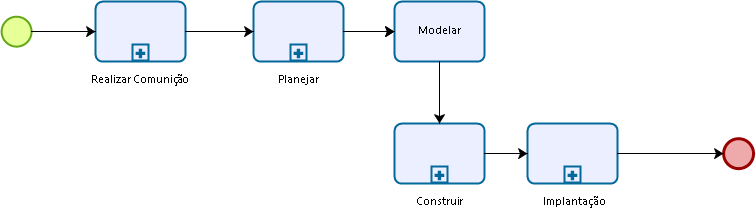 Modelar
Realizar Comunição
Planejar
Construir
Implantação